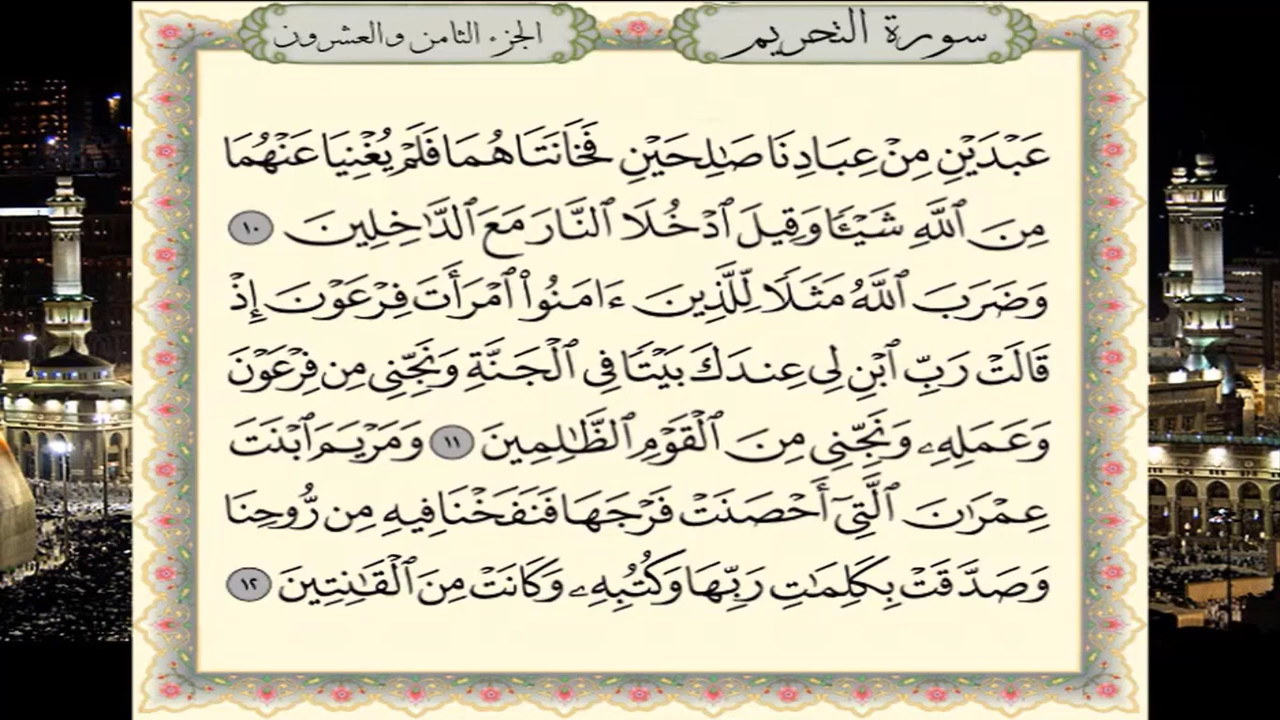 سورة التحريم
الجزء الثامن والعشرون
عَبْدَيْنِ مِنْ عِبَادِنَا صَٰلِحَيْنِ فَخَانَتَاهُمَا فَلَمْ يُغْنِيَا عَنْهُمَا
مِنَ ٱللَّهِ شَيْـًٔا وَقِيلَ ٱدْخُلَا ٱلنَّارَ مَعَ ٱلدَّٰخِلِينَ ١٠
وَضَرَبَ ٱللَّهُ مَثَلًا لِّلَّذِينَ ءَامَنُوا۟ ٱمْرَأَتَ فِرْعَوْنَ إِذْ
قَالَتْ رَبِّ ٱبْنِ لِى عِندَكَ بَيْتًا فِى ٱلْجَنَّةِ وَنَجِّنِى مِن فِرْعَوْنَ
وَعَمَلِهِۦ وَنَجِّنِى مِنَ ٱلْقَوْمِ ٱلظَّٰلِمِينَ ١١ وَمَرْيَمَ ٱبْنَتَ
عِمْرَٰنَ ٱلَّتِىٓ أَحْصَنَتْ فَرْجَهَا فَنَفَخْنَا فِيهِ مِن رُّوحِنَا
وَصَدَّقَتْ بِكَلِمَٰتِ رَبِّهَا وَكُتُبِهِۦ وَكَانَتْ مِنَ ٱلْقَٰنِتِينَ ١٢